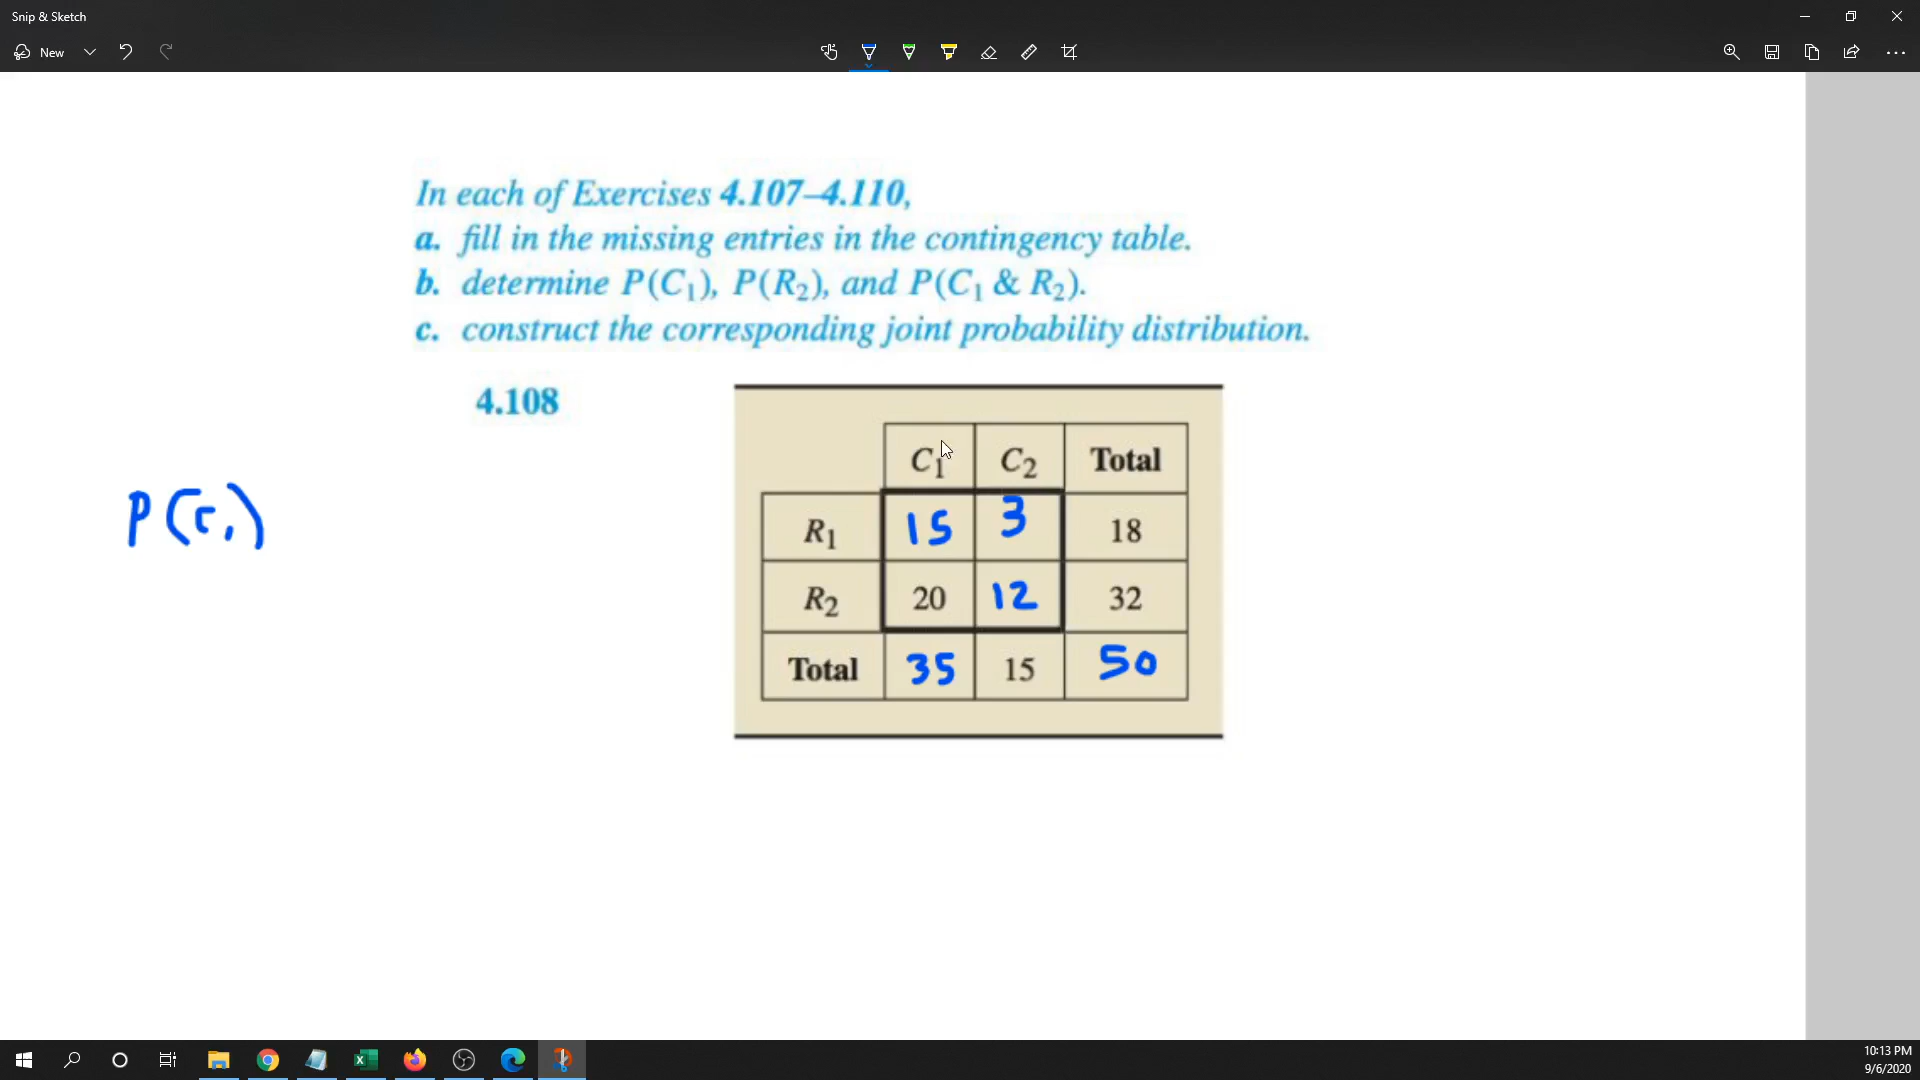 Snip & Sketch
New
In each of Exercises 4.107–4.110,
a. fill in the missing entries in the contingency table.
b. determine P(C₁), P(R₂), and P(C₁ & R₂).
c. construct the corresponding joint probability distribution.
4.108
C₁ C₂ Total
R₁ 15 3 18
R₂ 20 12 32
Total 35 15 50
P(C₁)
10:13 PM
9/6/2020